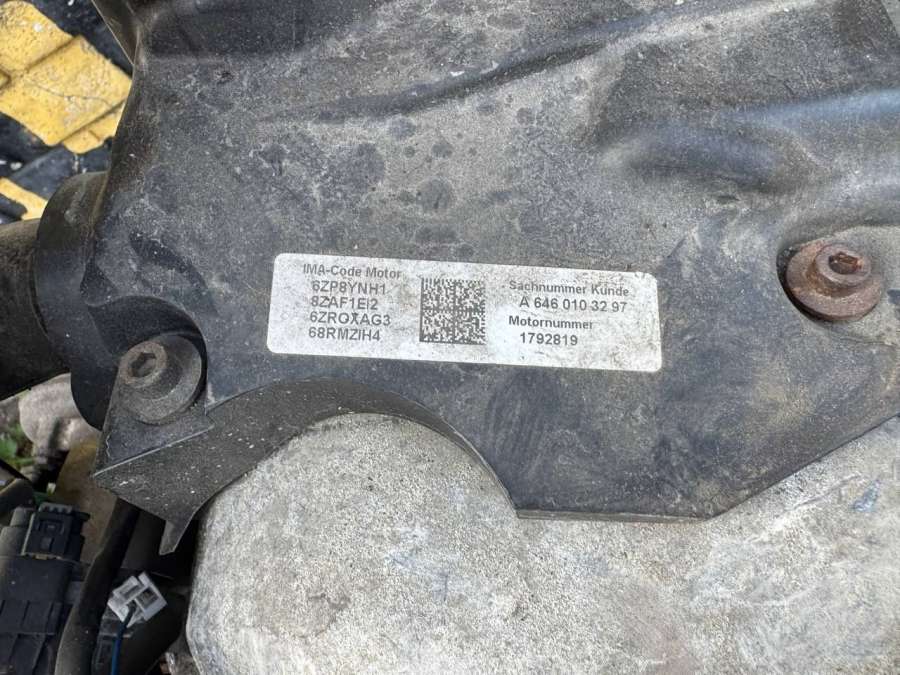 IMA-Code Motor
6ZP8YNH1
8ZAF1EI2
6ZROXAG3
68RMZIH4
Sachnummer Kunde
A 646 010 32 97
Motornummer
1792819